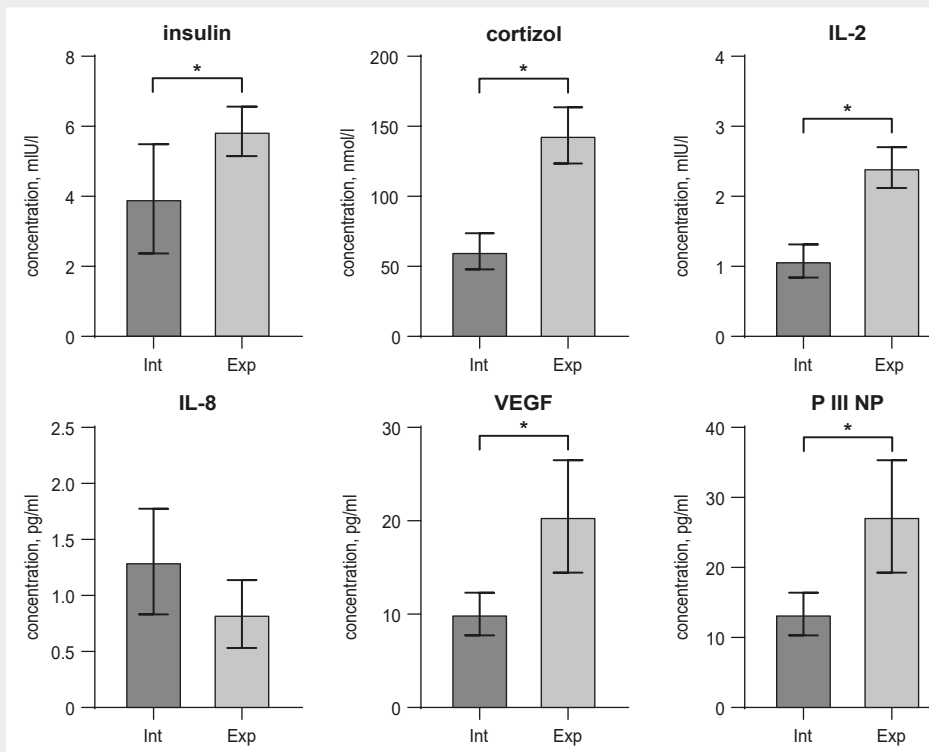 insulin
concentration, mIU/l
8
6
4
2
0
*
Int Exp
cortizol
concentration, nmol/l
200
150
100
50
0
*
Int Exp
IL-2
concentration, mIU/l
4
3
2
1
0
*
Int Exp
IL-8
concentration, pg/ml
2.5
2.0
1.5
1.0
0.5
0
Int Exp
VEGF
concentration, pg/ml
30
20
10
0
*
Int Exp
P III NP
concentration, pg/ml
40
30
20
10
0
*
Int Exp